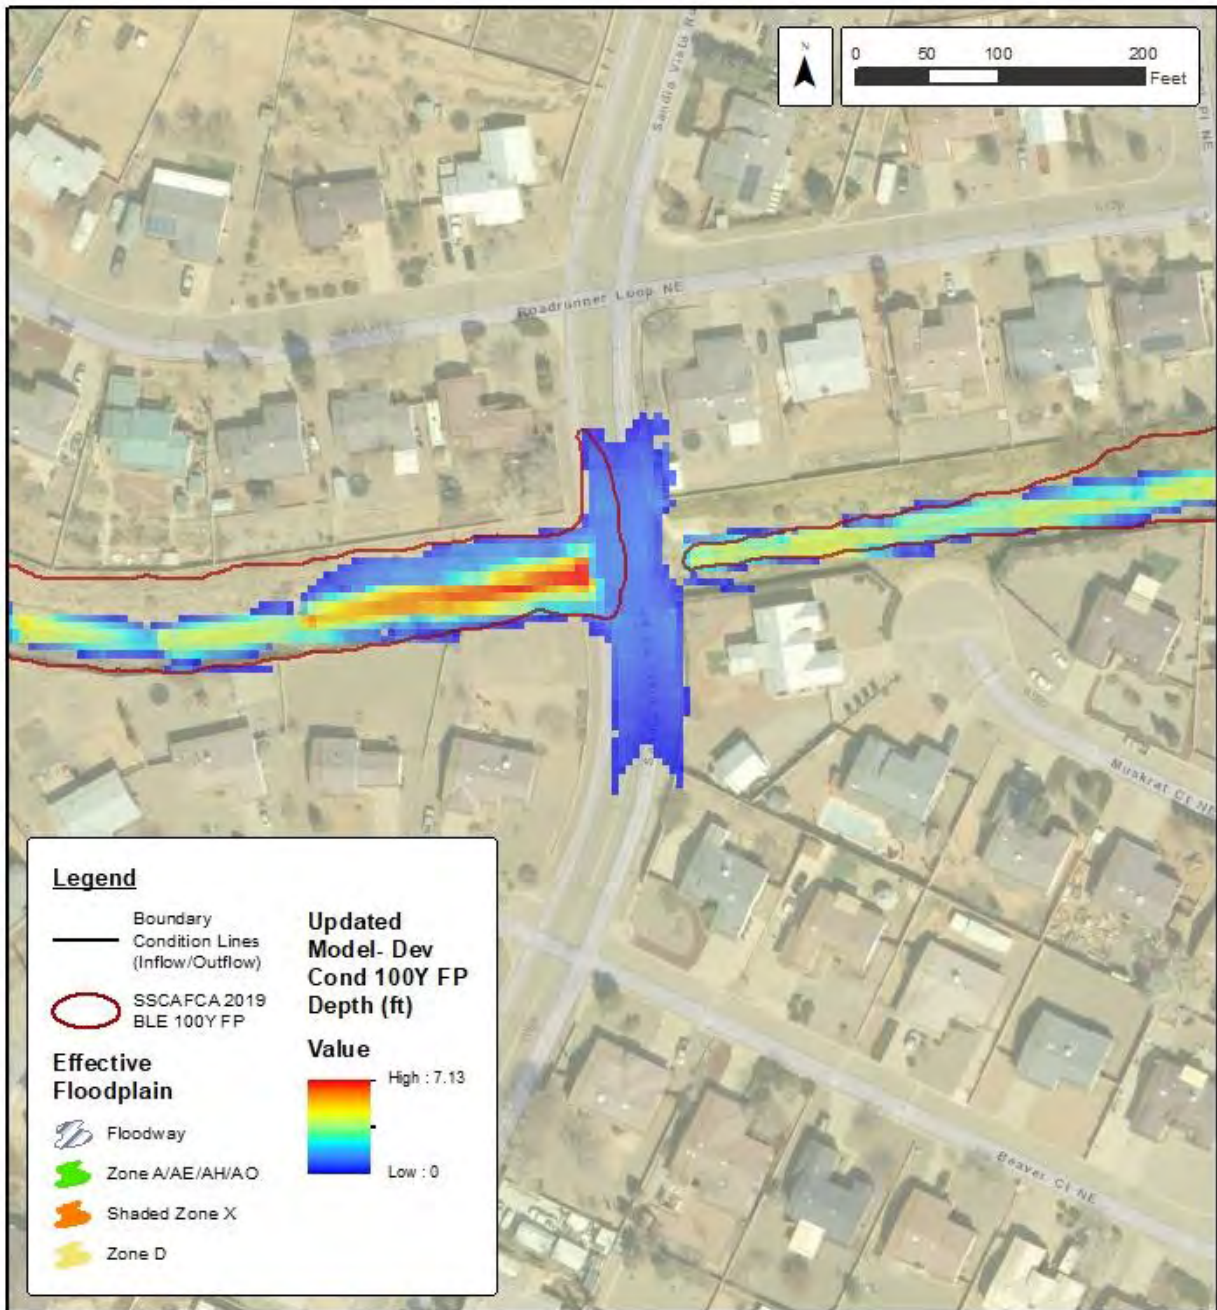 N
0 50 100 200
Feet
Sandia Vista Rd
Roadrunner Loop NE
Muskrat Ct NE
Beaver Ct NE
Legend
Boundary
Condition Lines
(Inflow/Outflow)
SSCAFCA 2019
BLE 100Y FP
Effective
Floodplain
Floodway
Zone A/AE/AH/AO
Shaded Zone X
Zone D
Updated
Model- Dev
Cond 100Y FP
Depth (ft)
Value
High : 7.13
Low : 0